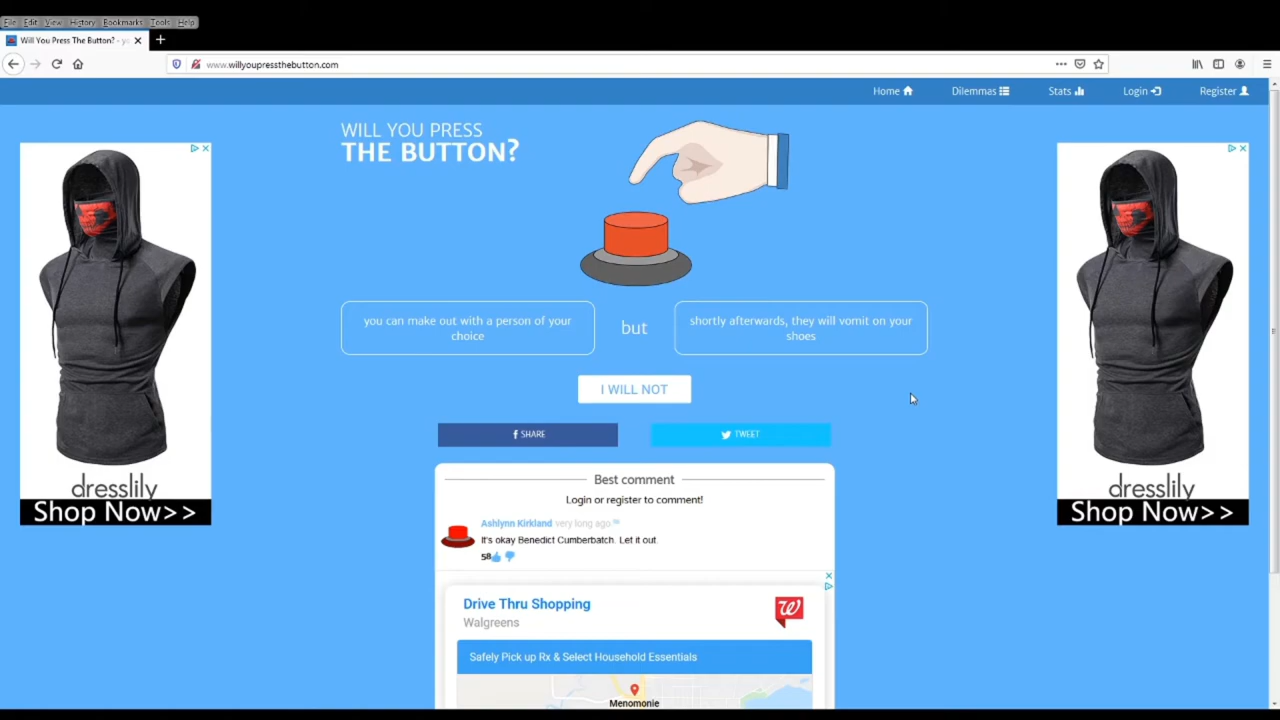 File Edit View History Bookmarks Tools Help
Will You Press The Button? - yo
www.willyoupressthebutton.com
Home Dilemmas Stats Login Register
WILL YOU PRESS
THE BUTTON?
you can make out with a person of your
choice
but
shortly afterwards, they will vomit on your
shoes
I WILL NOT
SHARE
TWEET
dresslily
Shop Now>>
dresslily
Shop Now>>
Best comment
Login or register to comment!
Ashlynn Kirkland very long ago
It's okay Benedict Cumberbatch. Let it out.
58
Drive Thru Shopping
Walgreens
Safely Pick up Rx & Select Household Essentials
Menomonie